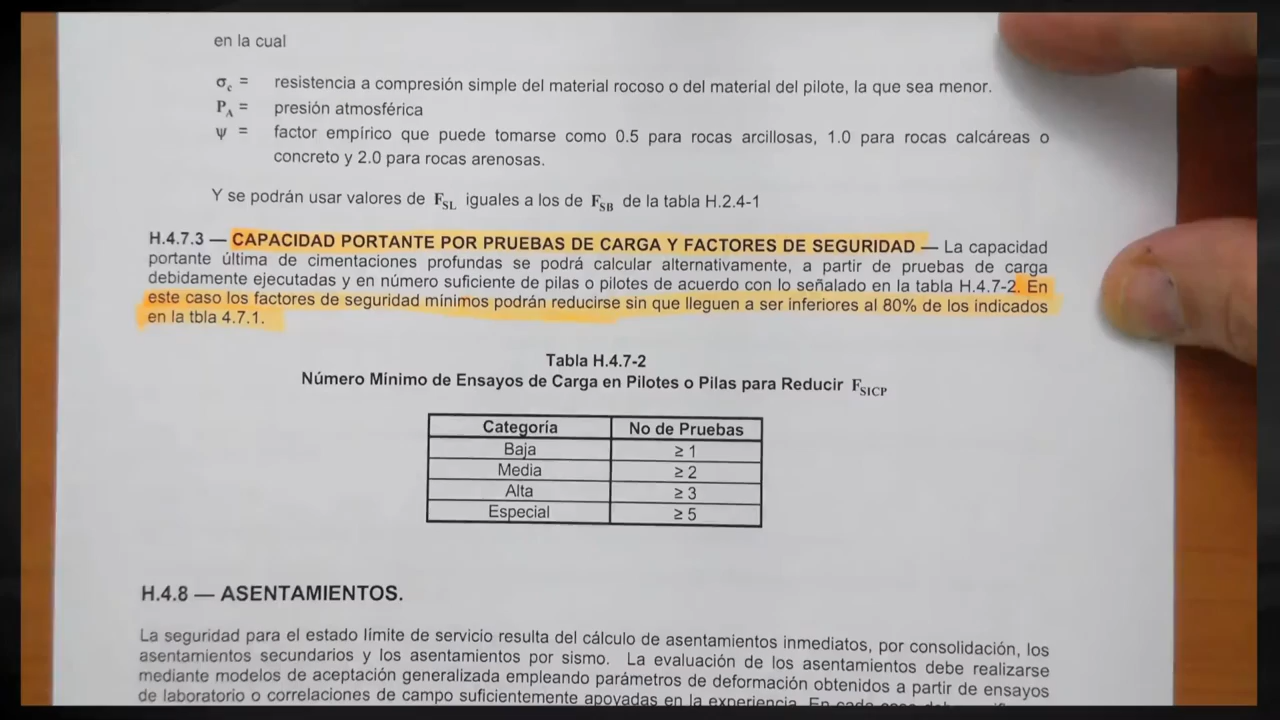 en la cual
σc = resistencia a compresión simple del material rocoso o del material del pilote, la que sea menor.
PA = presión atmosférica
ψ = factor empírico que puede tomarse como 0.5 para rocas arcillosas, 1.0 para rocas calcáreas o
concreto y 2.0 para rocas arenosas.
Y se podrán usar valores de FSL iguales a los de FSB de la tabla H.2.4-1
H.4.7.3 — CAPACIDAD PORTANTE POR PRUEBAS DE CARGA Y FACTORES DE SEGURIDAD — La capacidad
portante última de cimentaciones profundas se podrá calcular alternativamente, a partir de pruebas de carga
debidamente ejecutadas y en número suficiente de pilas o pilotes de acuerdo con lo señalado en la tabla H.4.7-2. En
este caso los factores de seguridad mínimos podrán reducirse sin que lleguen a ser inferiores al 80% de los indicados
en la tbla 4.7.1.
Tabla H.4.7-2
Número Mínimo de Ensayos de Carga en Pilotes o Pilas para Reducir FSICP
Categoría No de Pruebas
Baja ≥ 1
Media ≥ 2
Alta ≥ 3
Especial ≥ 5
H.4.8 — ASENTAMIENTOS.
La seguridad para el estado límite de servicio resulta del cálculo de asentamientos inmediatos, por consolidación, los
asentamientos secundarios y los asentamientos por sismo. La evaluación de los asentamientos debe realizarse
mediante modelos de aceptación generalizada empleando parámetros de deformación obtenidos a partir de ensayos
de laboratorio o correlaciones de campo suficientemente apoyadas en la experiencia. En cada caso